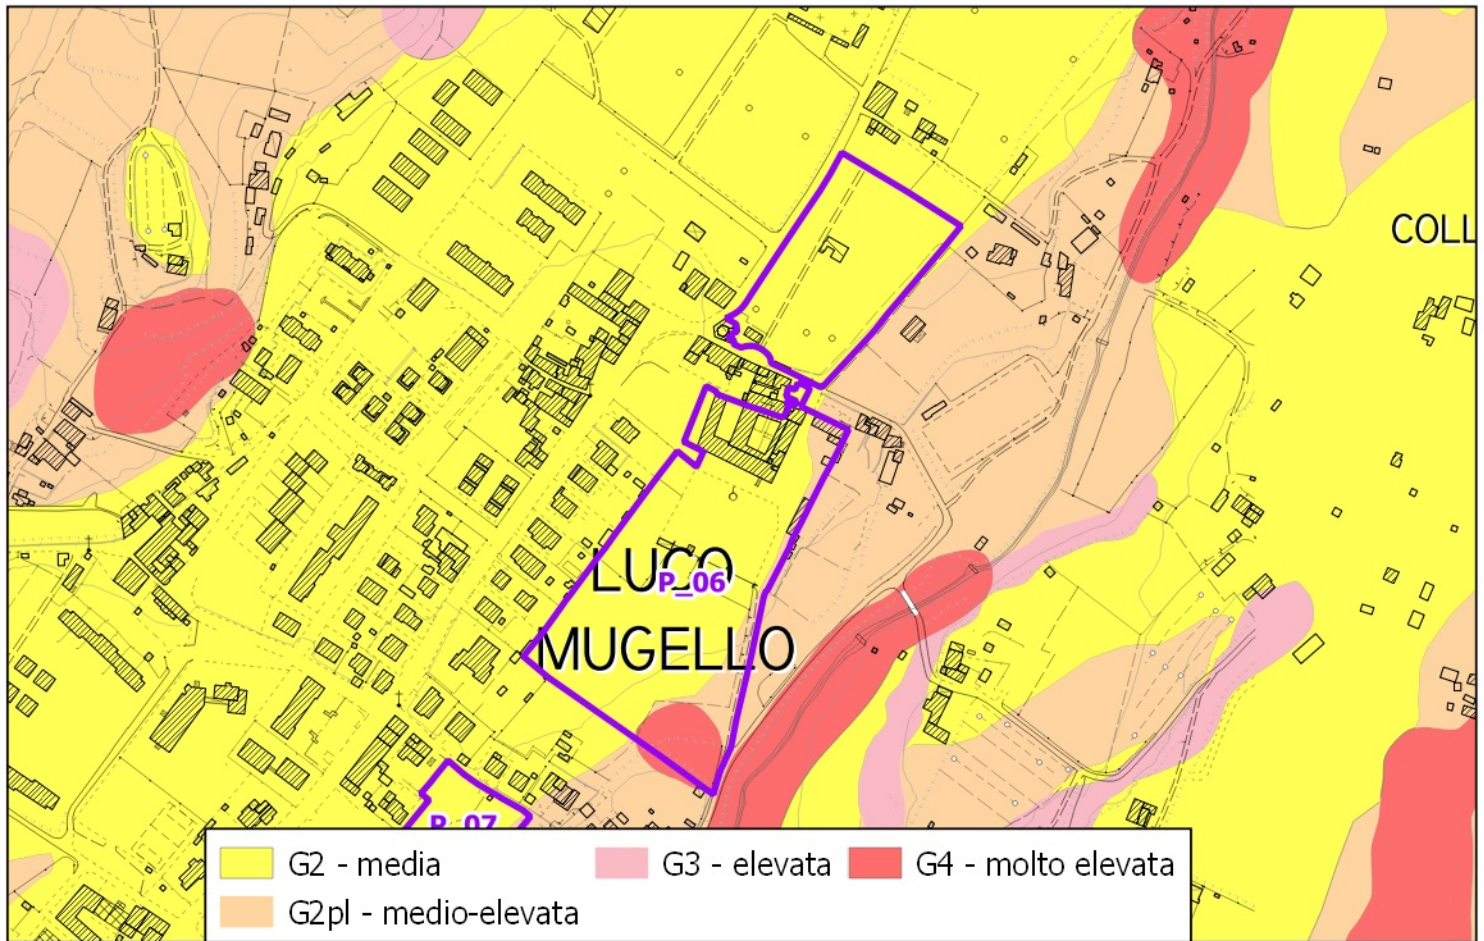 COLL
LUCO
P_06
MUGELLO
P_07
G2 - media
G3 - elevata
G4 - molto elevata
G2pl - medio-elevata